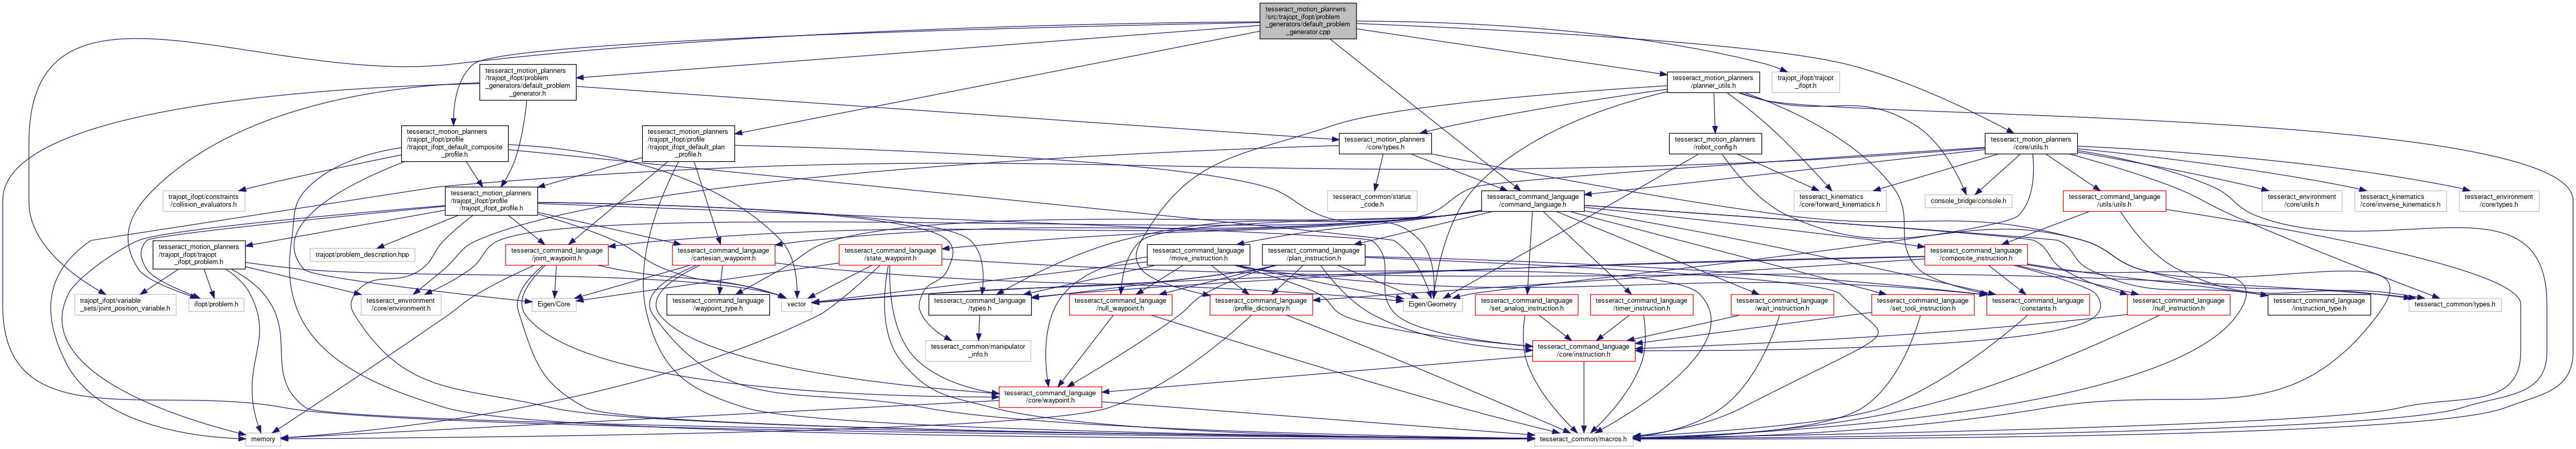 tesseract_motion_planners
/src/trajopt_ifopt/problem
_generators/default_problem
_generator.cpp
tesseract_motion_planners
/trajopt_ifopt/problem
_generators/default_problem
_generator.h
tesseract_motion_planners
/planner_utils.h
trajopt_ifopt/trajopt
_ifopt.h
tesseract_motion_planners
/trajopt_ifopt/profile
/trajopt_ifopt_default_composite
_profile.h
tesseract_motion_planners
/trajopt_ifopt/profile
/trajopt_ifopt_default_plan
_profile.h
tesseract_motion_planners
/core/types.h
tesseract_motion_planners
/robot_config.h
tesseract_motion_planners
/core/utils.h
trajopt_ifopt/constraints
/collision_evaluators.h
tesseract_motion_planners
/trajopt_ifopt/profile
/trajopt_ifopt_profile.h
tesseract_common/status
_code.h
tesseract_command_language
/command_language.h
tesseract_kinematics
/core/forward_kinematics.h
console_bridge/console.h
tesseract_command_language
/utils/utils.h
tesseract_environment
/core/utils.h
tesseract_kinematics
/core/inverse_kinematics.h
tesseract_environment
/core/types.h
tesseract_motion_planners
/trajopt_ifopt/trajopt
_ifopt_problem.h
trajopt/problem_description.hpp
tesseract_command_language
/joint_waypoint.h
tesseract_command_language
/cartesian_waypoint.h
tesseract_command_language
/state_waypoint.h
tesseract_command_language
/move_instruction.h
tesseract_command_language
/plan_instruction.h
tesseract_command_language
/composite_instruction.h
trajopt_ifopt/variable
_sets/joint_position_variable.h
ifopt/problem.h
tesseract_environment
/core/environment.h
Eigen/Core
tesseract_command_language
/waypoint_type.h
vector
tesseract_command_language
/types.h
tesseract_command_language
/null_waypoint.h
tesseract_command_language
/profile_dictionary.h
Eigen/Geometry
tesseract_command_language
/set_analog_instruction.h
tesseract_command_language
/timer_instruction.h
tesseract_command_language
/wait_instruction.h
tesseract_command_language
/set_tool_instruction.h
tesseract_command_language
/constants.h
tesseract_command_language
/null_instruction.h
tesseract_command_language
/instruction_type.h
tesseract_common/types.h
tesseract_common/manipulator
_info.h
tesseract_command_language
/core/instruction.h
tesseract_command_language
/core/waypoint.h
memory
tesseract_common/macros.h